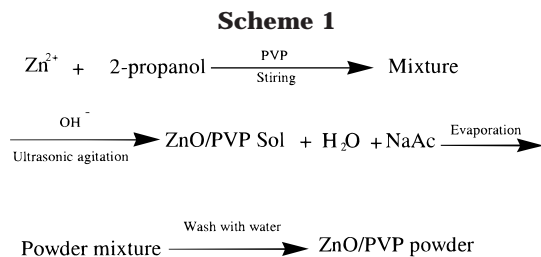 Scheme 1
Zn2+ + 2-propanol PVP Stiring Mixture
OH- Ultrasonic agitation ZnO/PVP Sol + H2O + NaAc Evaporation
Powder mixture Wash with water ZnO/PVP powder